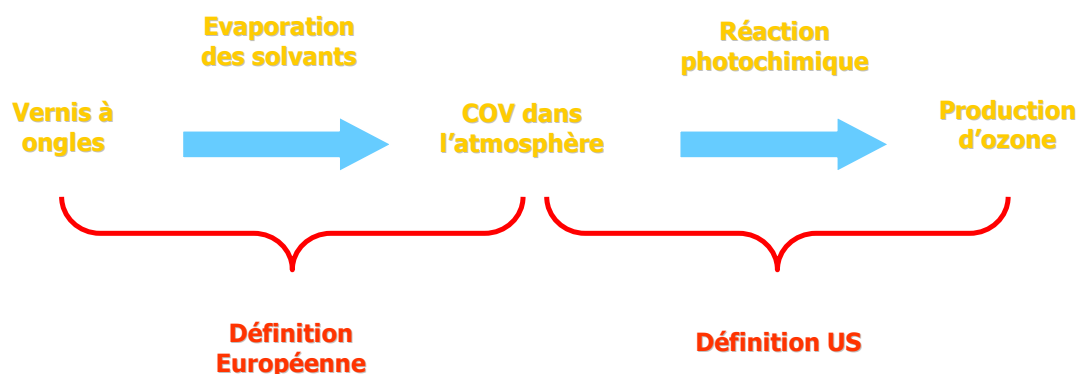 Evaporation
des solvants
Réaction
photochimique
Vernis à
ongles
COV dans
l'atmosphère
Production
d'ozone
Définition
Européenne
Définition US